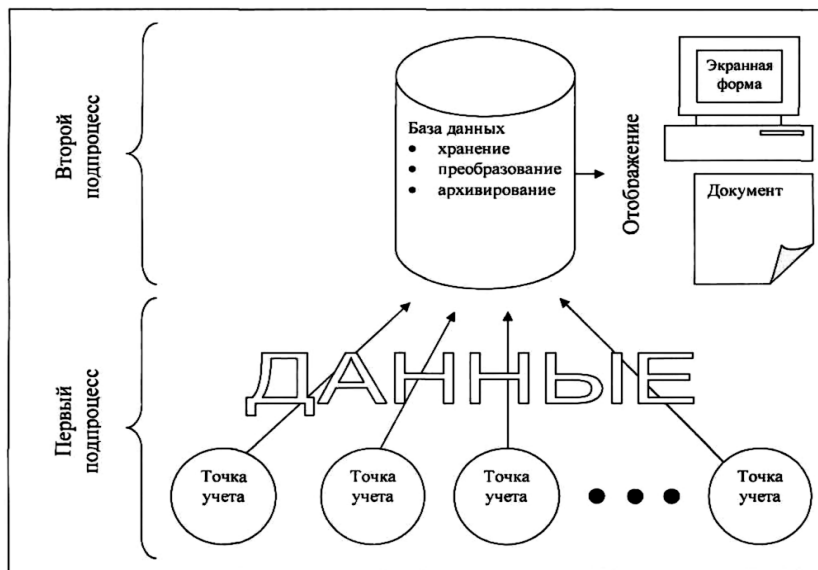 Второй
подпроцесс
База данных
• хранение
• преобразование
• архивирование
Отображение
Экранная
форма
Документ
Первый
подпроцесс
ДАННЫЕ
Точка
учета
Точка
учета
Точка
учета
• • •
Точка
учета